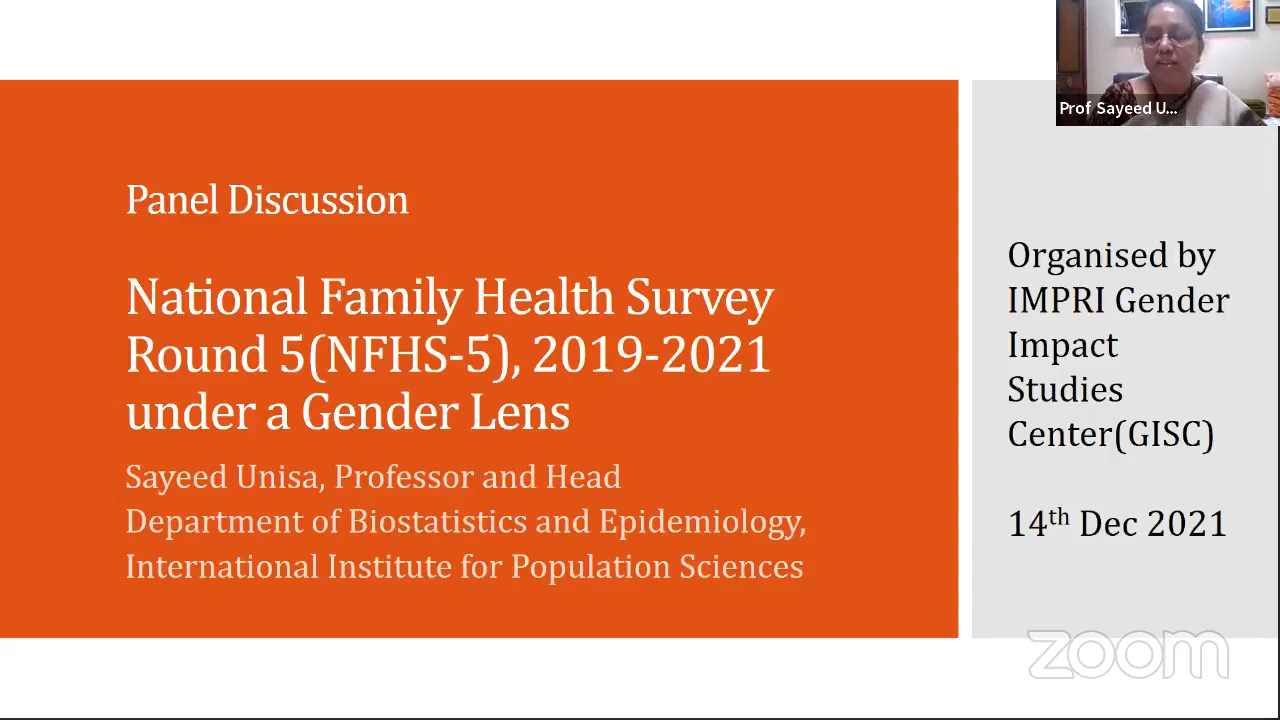 Prof Sayeed U...
Panel Discussion
National Family Health Survey
Round 5(NFHS-5), 2019-2021
under a Gender Lens
Sayeed Unisa, Professor and Head
Department of Biostatistics and Epidemiology,
International Institute for Population Sciences
Organised by
IMPRI Gender
Impact
Studies
Center(GISC)
14th Dec 2021
zoom